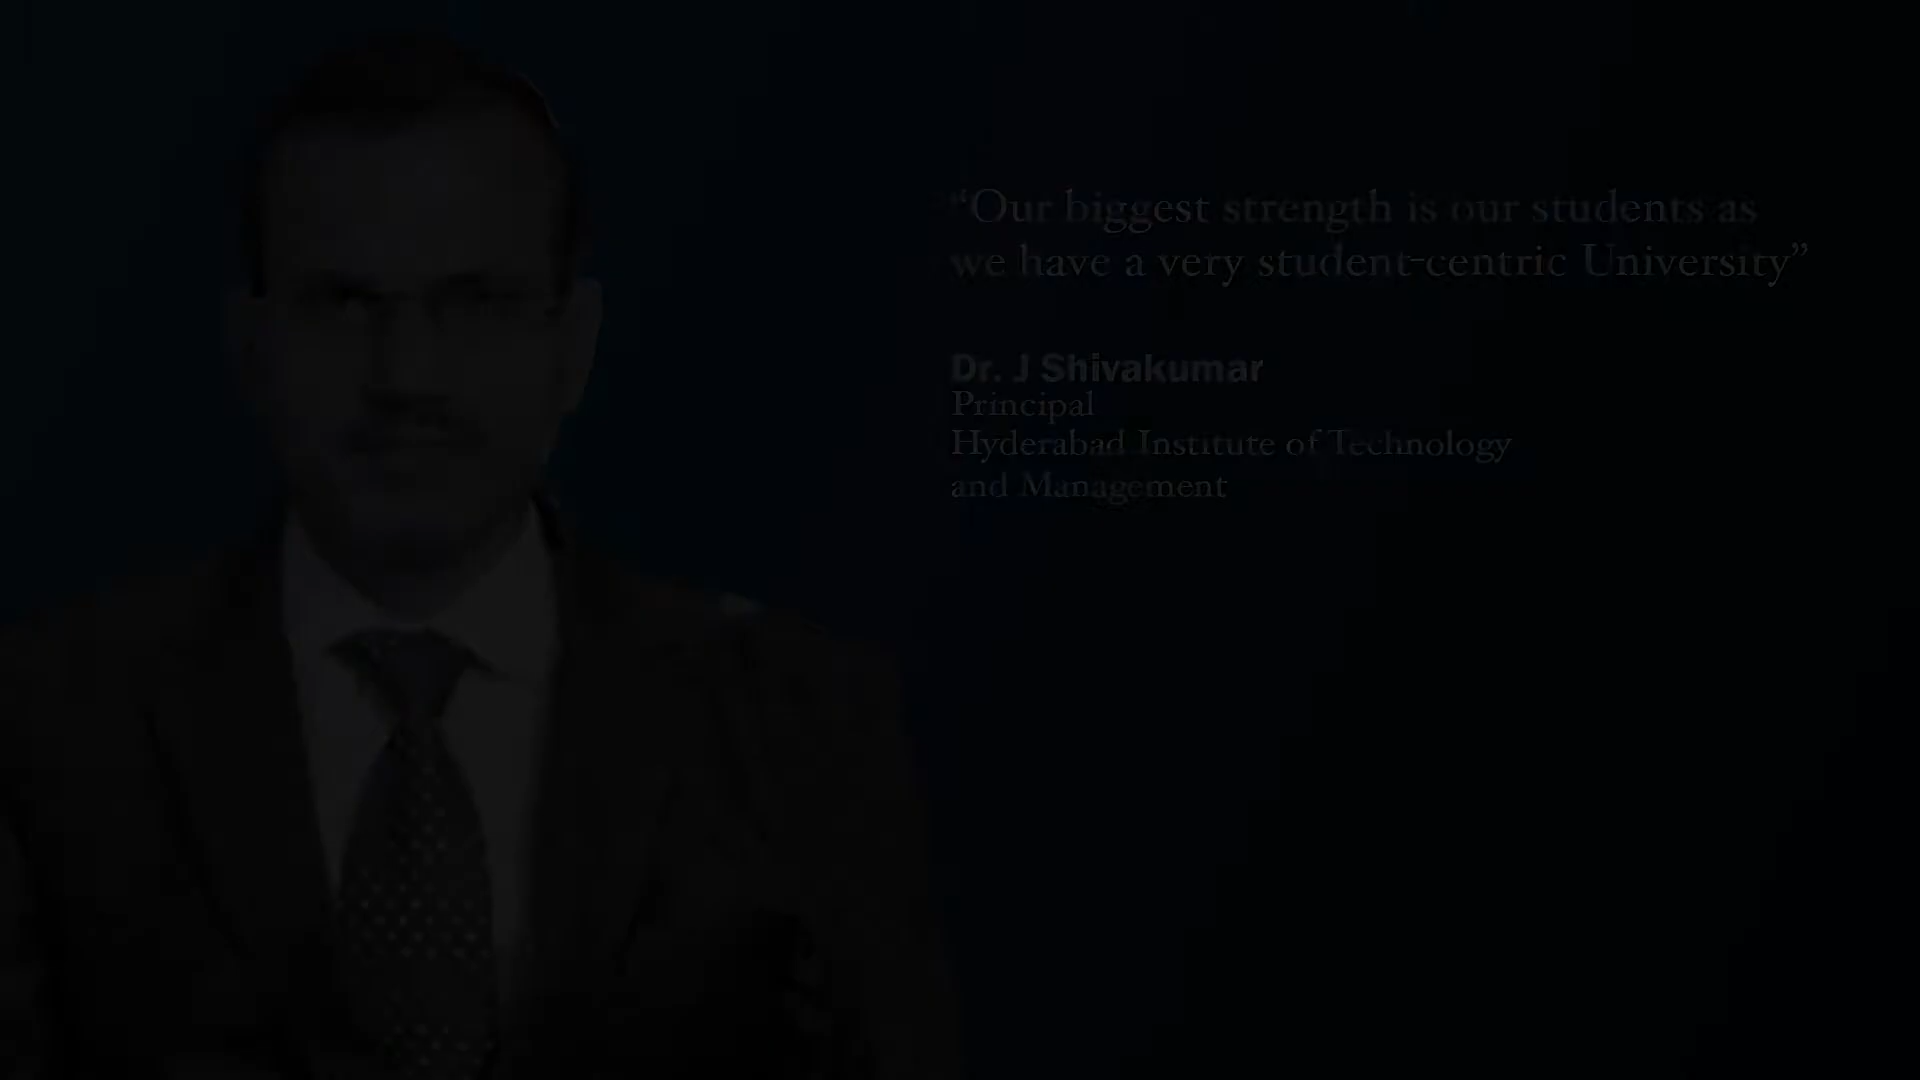 “Our biggest strength is our students as
we have a very student-centric University”
Dr. J Shivakumar
Principal
Hyderabad Institute of Technology
and Management